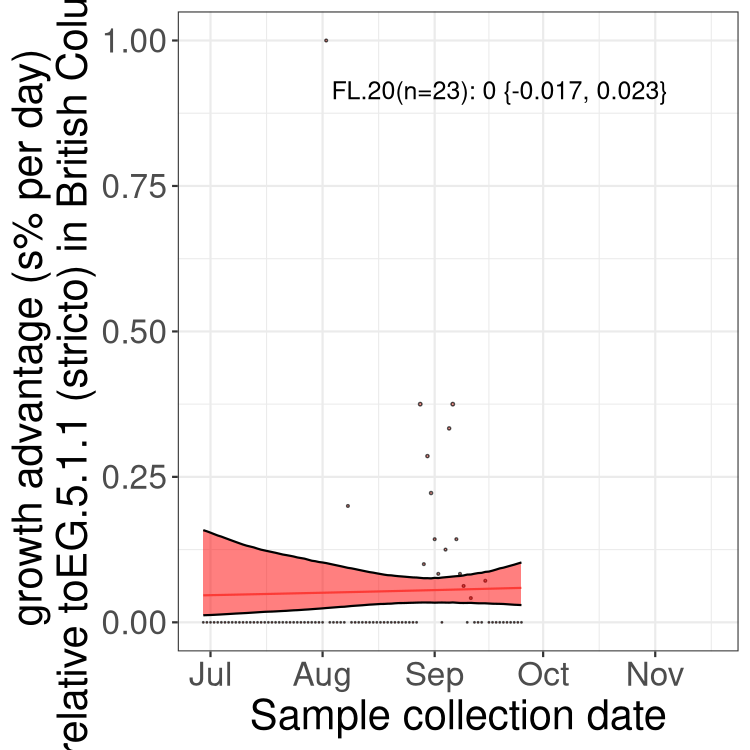 growth advantage (s% per day)
relative toEG.5.1.1 (stricto) in British Colu
1.00
0.75
0.50
0.25
0.00
FL.20(n=23): 0 {-0.017, 0.023}
Jul Aug Sep Oct Nov
Sample collection date